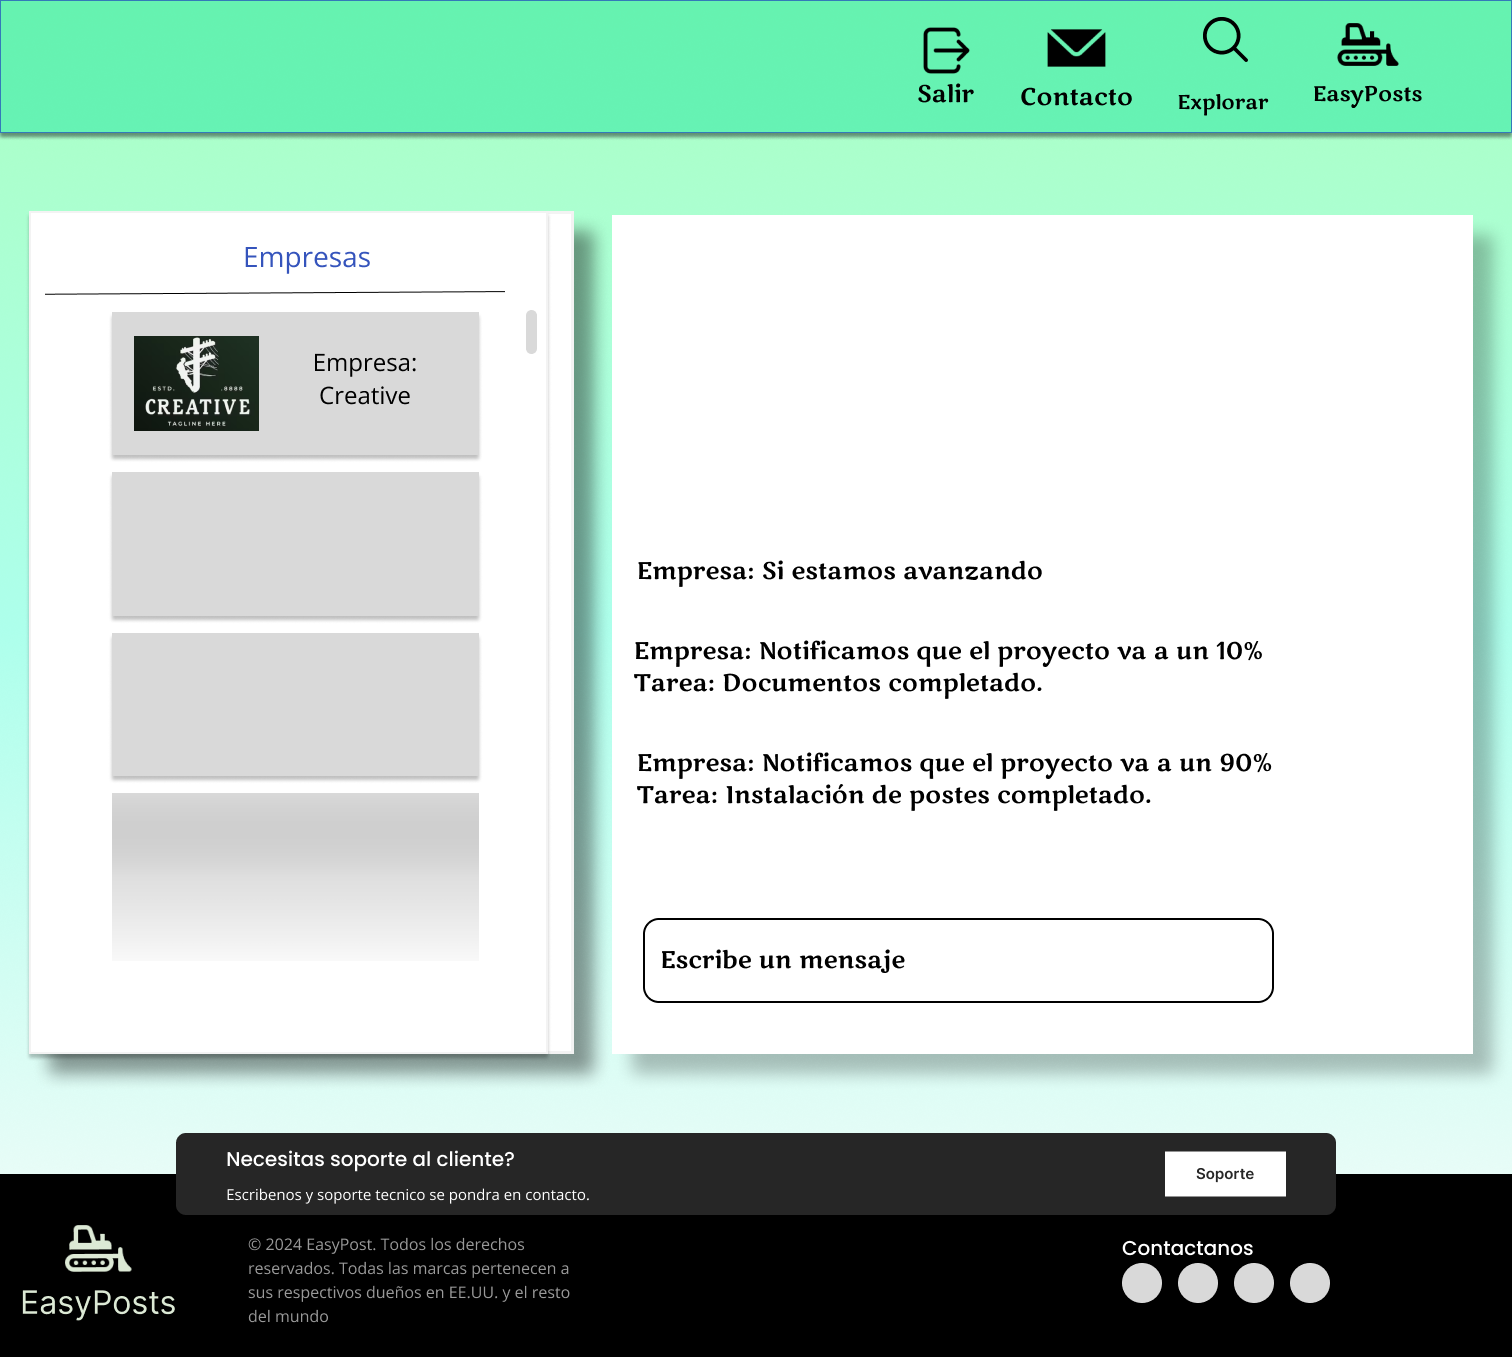 Salir
Contacto
Explorar
EasyPosts
Empresas
ESTD. .8888
CREATIVE
TAGLINE HERE
Empresa:
Creative
Empresa: Si estamos avanzando
Empresa: Notificamos que el proyecto va a un 10%
Tarea: Documentos completado.
Empresa: Notificamos que el proyecto va a un 90%
Tarea: Instalación de postes completado.
Escribe un mensaje
Necesitas soporte al cliente?
Escribenos y soporte tecnico se pondra en contacto.
Soporte
EasyPosts
© 2024 EasyPost. Todos los derechos
reservados. Todas las marcas pertenecen a
sus respectivos dueños en EE.UU. y el resto
del mundo
Contactanos